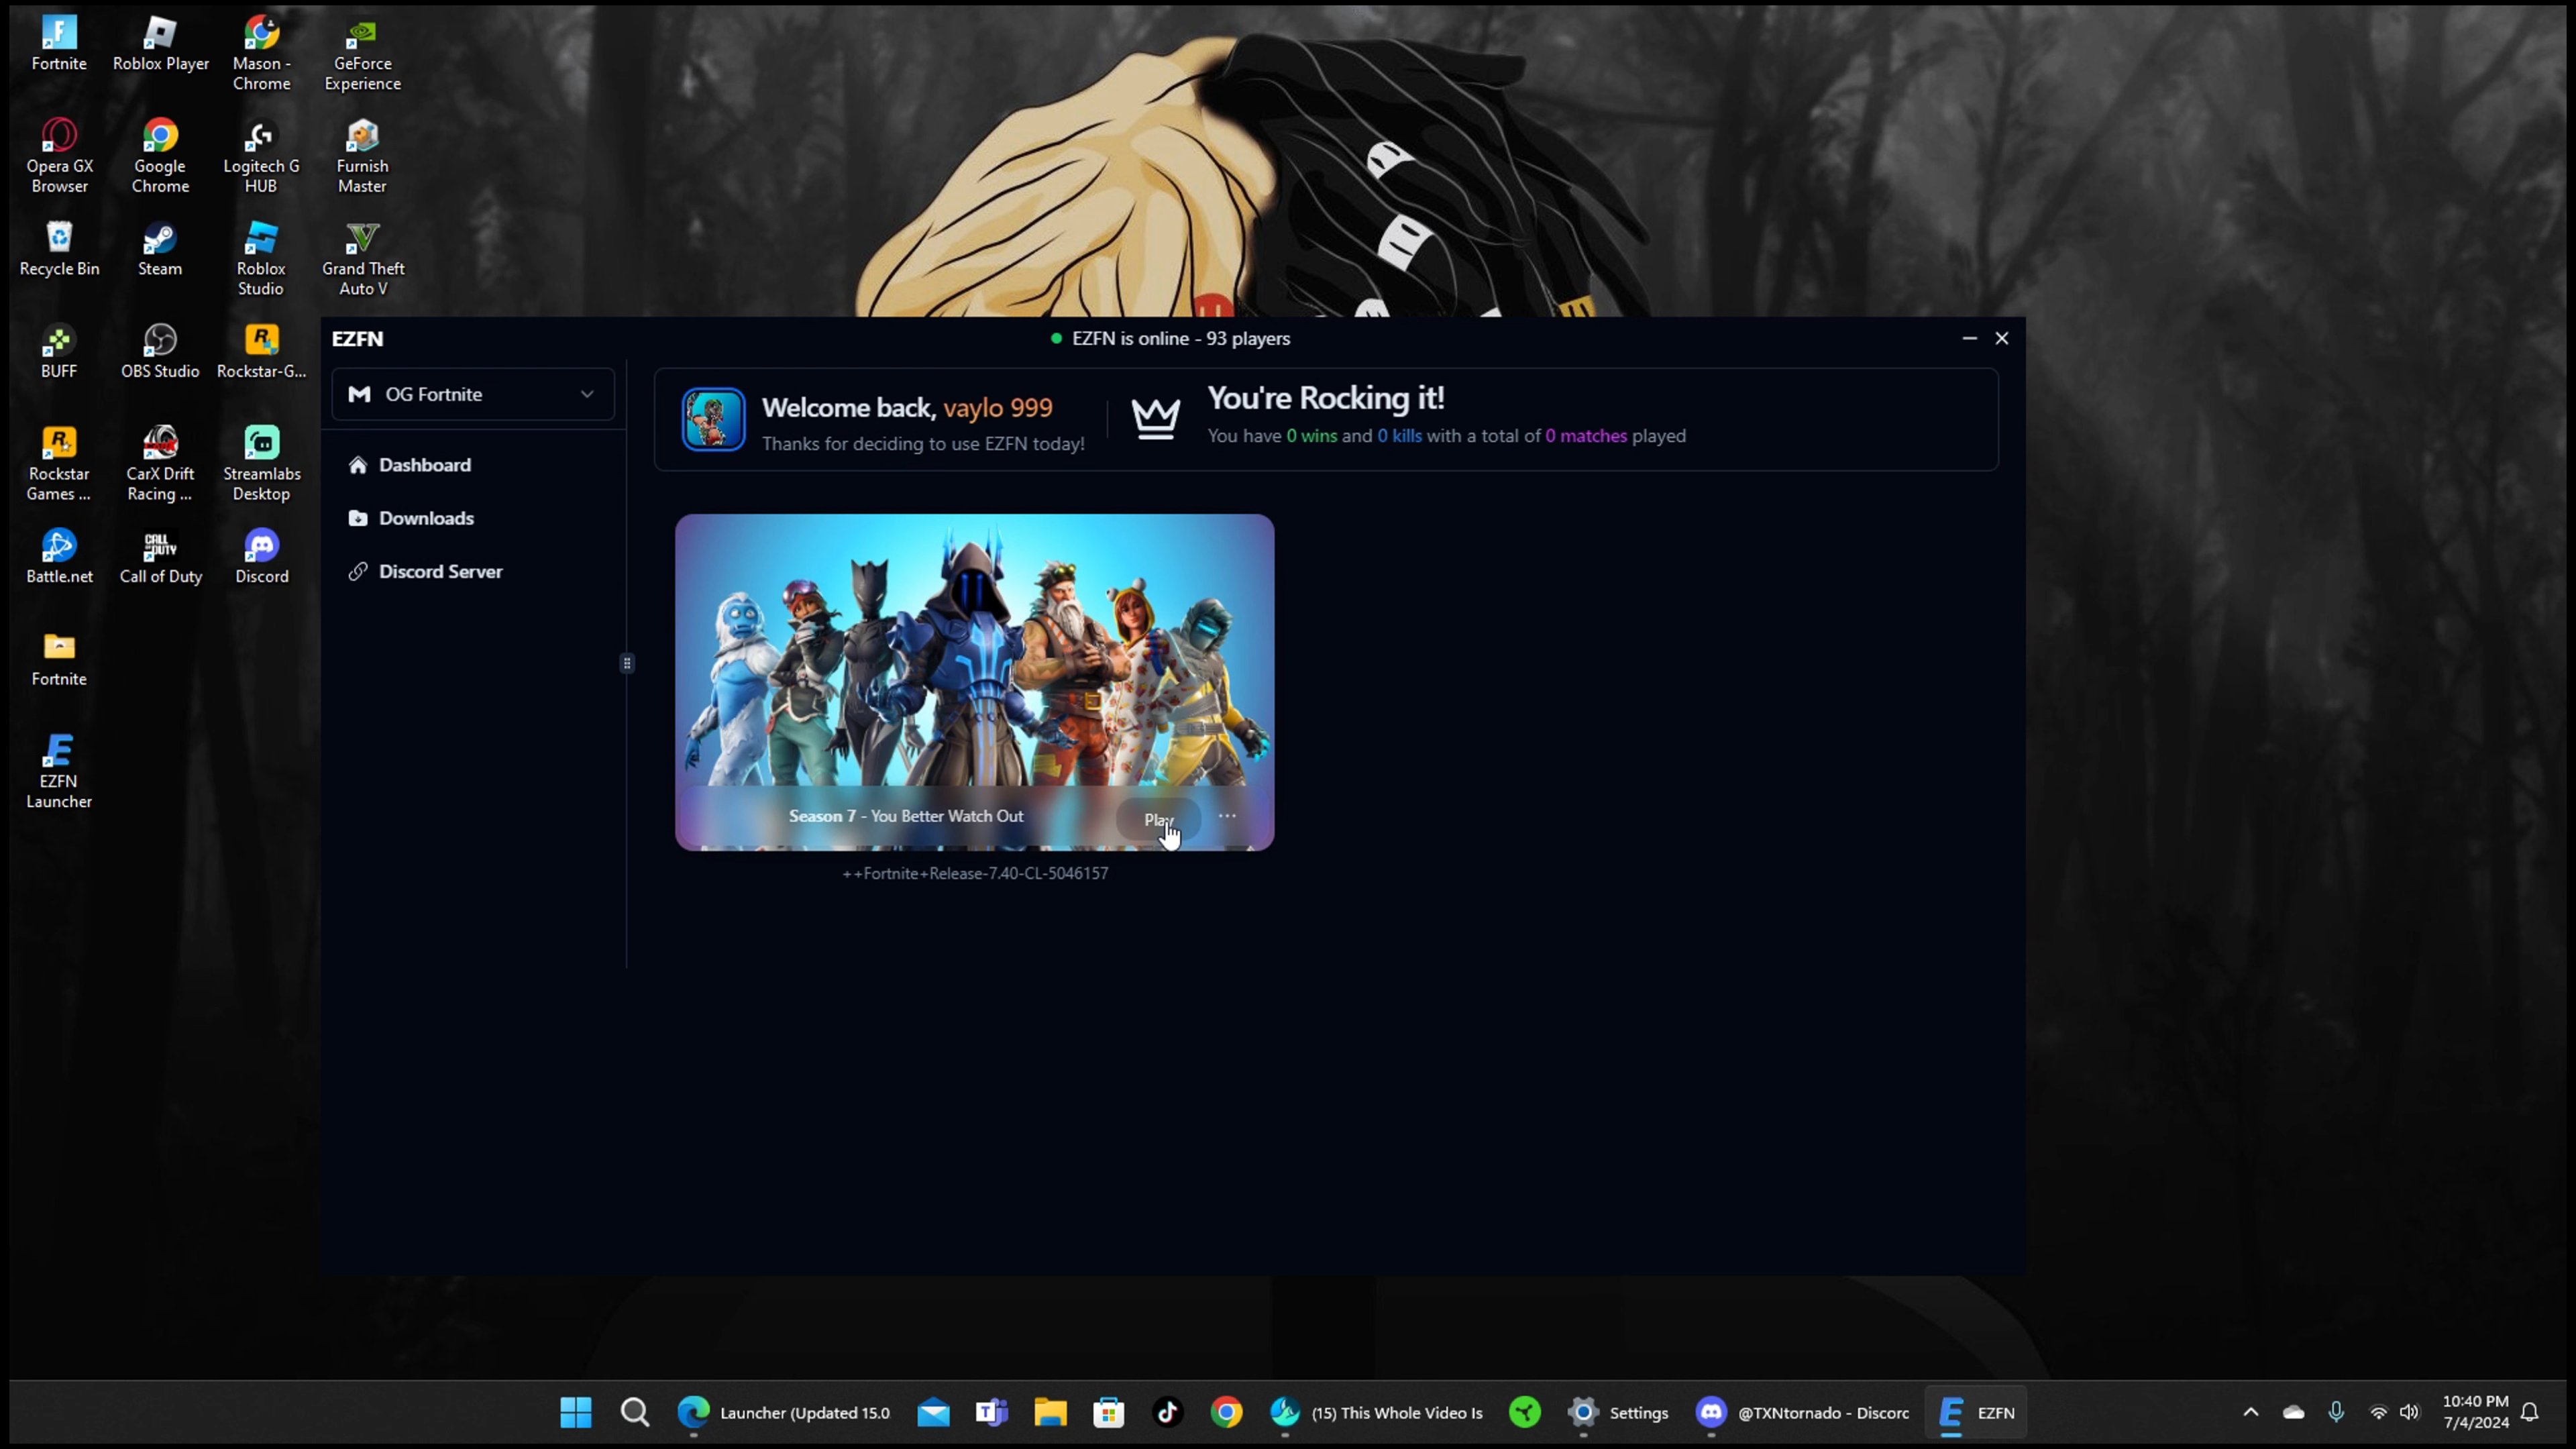 Fortnite
Roblox Player
Mason -
Chrome
GeForce
Experience
Opera GX
Browser
Google
Chrome
Logitech G
HUB
Furnish
Master
Recycle Bin
Steam
Roblox
Studio
Grand Theft
Auto V
BUFF
OBS Studio
Rockstar-G...
Rockstar
Games ...
CarX Drift
Racing ...
Streamlabs
Desktop
Battle.net
CALL OF DUTY
Call of Duty
Discord
Fortnite
EZFN
Launcher
EZFN
EZFN is online - 93 players
OG Fortnite
Dashboard
Downloads
Discord Server
Welcome back, vaylo 999
Thanks for deciding to use EZFN today!
You're Rocking it!
You have 0 wins and 0 kills with a total of 0 matches played
Season 7 - You Better Watch Out
Play
...
++Fortnite+Release-7.40-CL-5046157
Launcher (Updated 15.0
(15) This Whole Video Is
Settings
@TXNtornado - Discord
EZFN
10:40 PM
7/4/2024